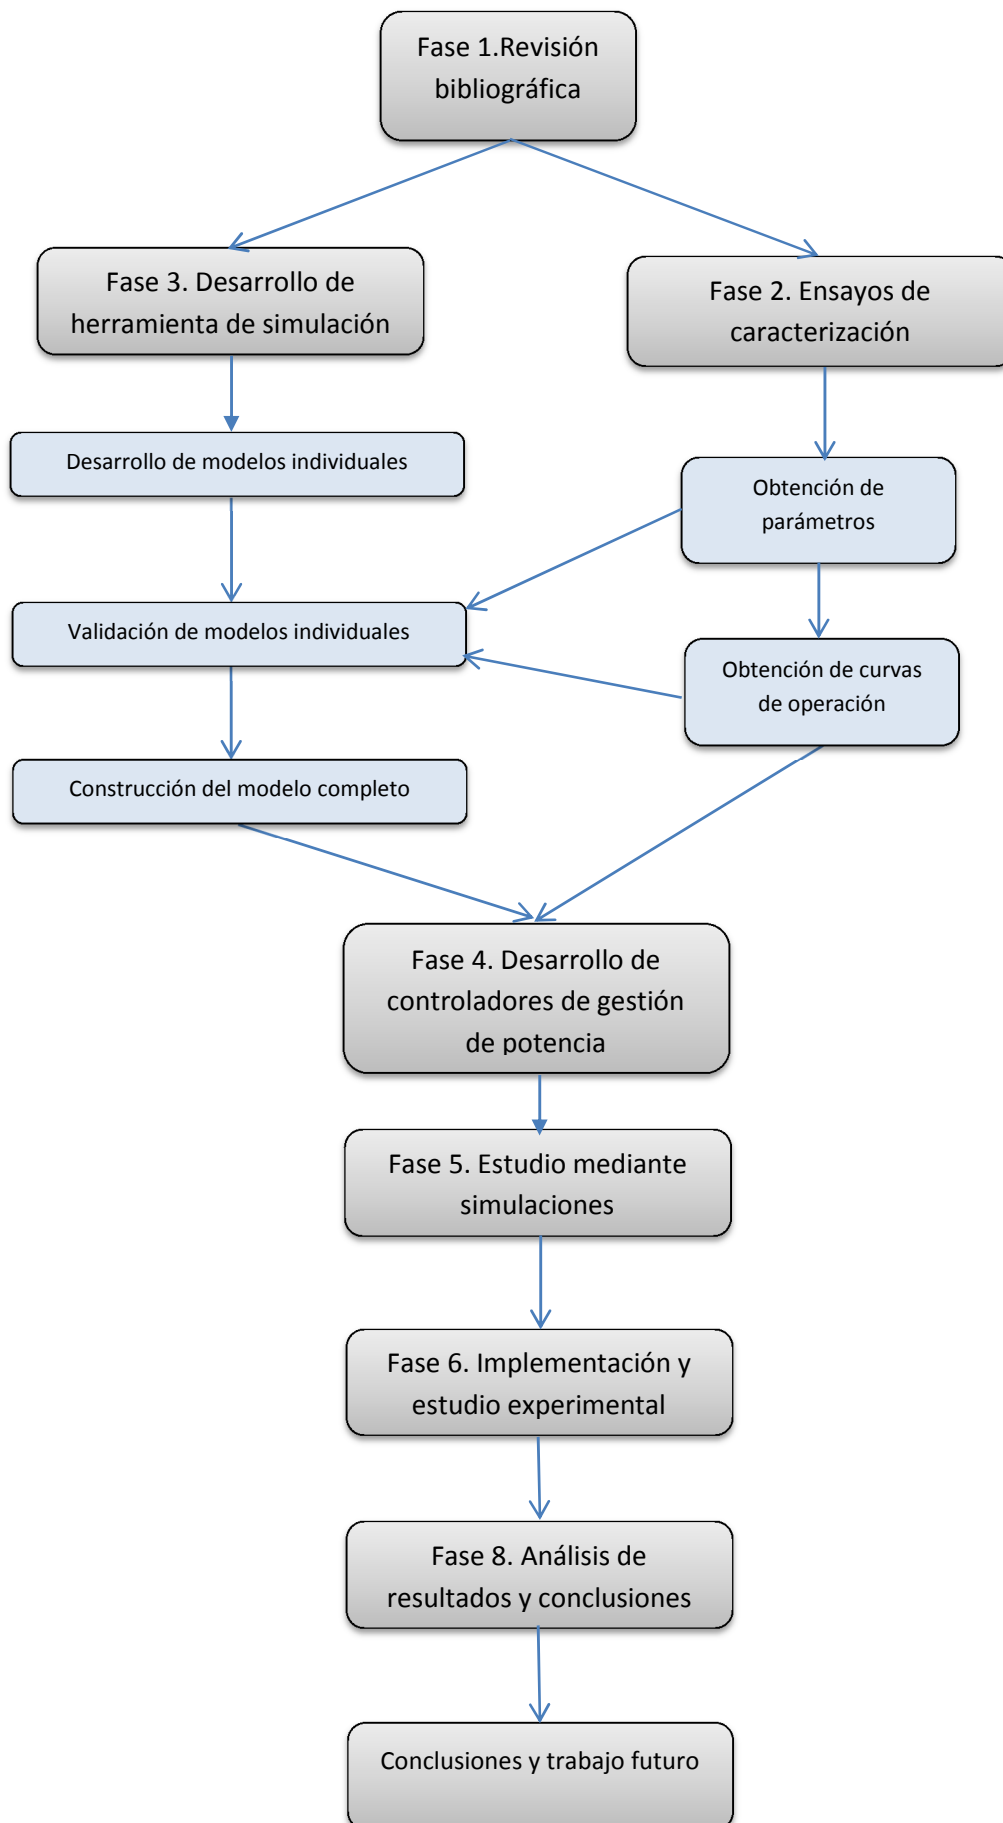 Fase 1.Revisión
bibliográfica
Fase 3. Desarrollo de
herramienta de simulación
Fase 2. Ensayos de
caracterización
Desarrollo de modelos individuales
Obtención de
parámetros
Validación de modelos individuales
Obtención de curvas
de operación
Construcción del modelo completo
Fase 4. Desarrollo de
controladores de gestión
de potencia
Fase 5. Estudio mediante
simulaciones
Fase 6. Implementación y
estudio experimental
Fase 8. Análisis de
resultados y conclusiones
Conclusiones y trabajo futuro